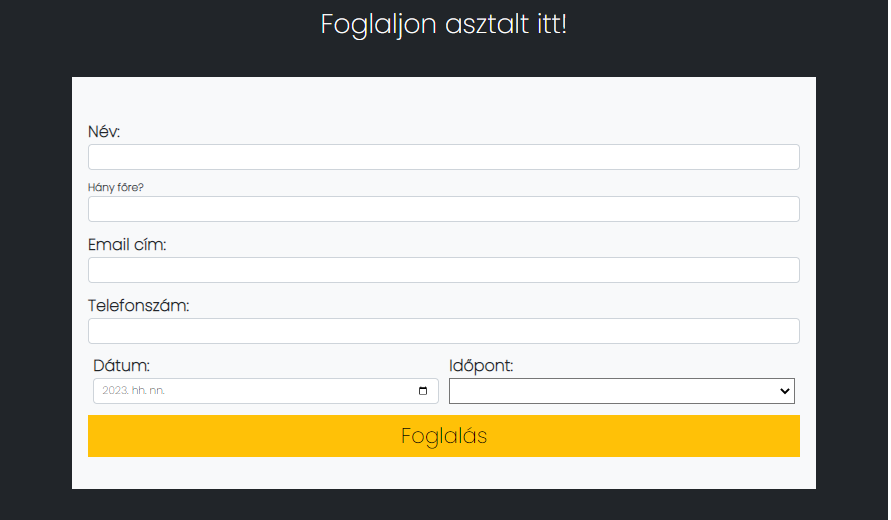 Foglaljon asztalt itt!
Név:
Hány főre?
Email cím:
Telefonszám:
Dátum: Időpont:
2023. hh. nn.
Foglalás